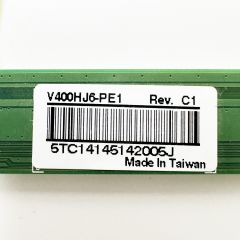 V400HJ6-PE1 Rev. C1
5TC14145142005J
Made In Taiwan